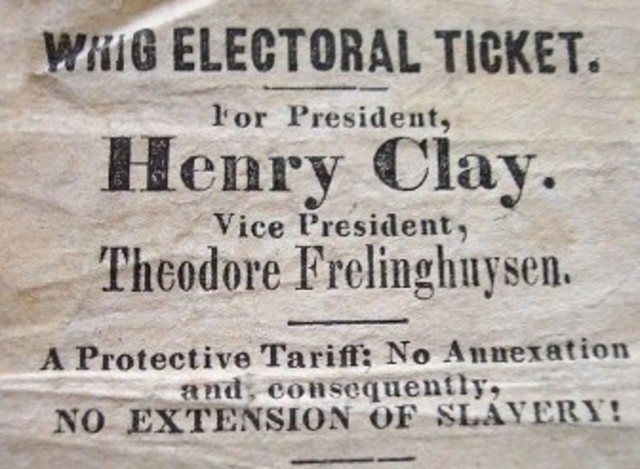 WHIG ELECTORAL TICKET.
For President,
Henry Clay.
Vice President,
Theodore Frelinghuysen.
A Protective Tariff; No Annexation
and, consequently,
NO EXTENSION OF SLAVERY!